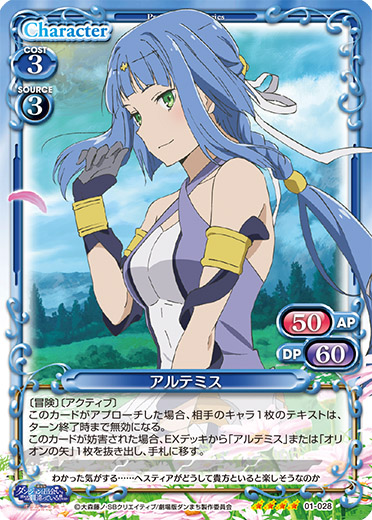 Character
COST
3
SOURCE
3
50 AP
DP 60
アルテミス
〔冒険〕〔アクティブ〕
このカードがアプローチした場合、相手のキャラ1枚のテキストは、
ターン終了時まで無効になる。
このカードが妨害された場合、EXデッキから「アルテミス」または「オリ
オンの矢」1枚を抜き出し、手札に移す。
わかった気がする……ヘスティアがどうして貴方といると楽しそうなのか
©大森藤ノ・SBクリエイティブ/劇場版ダンまち製作委員会
01-028